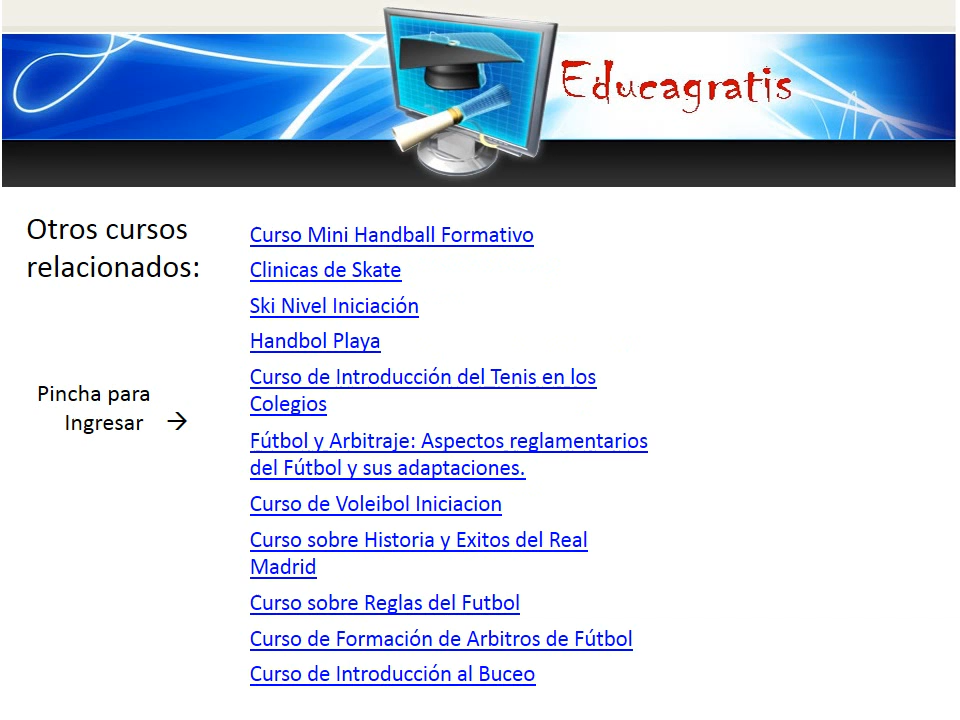 Educagratis
Otros cursos
relacionados:
Pincha para
Ingresar →
Curso Mini Handball Formativo
Clinicas de Skate
Ski Nivel Iniciación
Handbol Playa
Curso de Introducción del Tenis en los
Colegios
Fútbol y Arbitraje: Aspectos reglamentarios
del Fútbol y sus adaptaciones.
Curso de Voleibol Iniciacion
Curso sobre Historia y Exitos del Real
Madrid
Curso sobre Reglas del Futbol
Curso de Formación de Arbitros de Fútbol
Curso de Introducción al Buceo